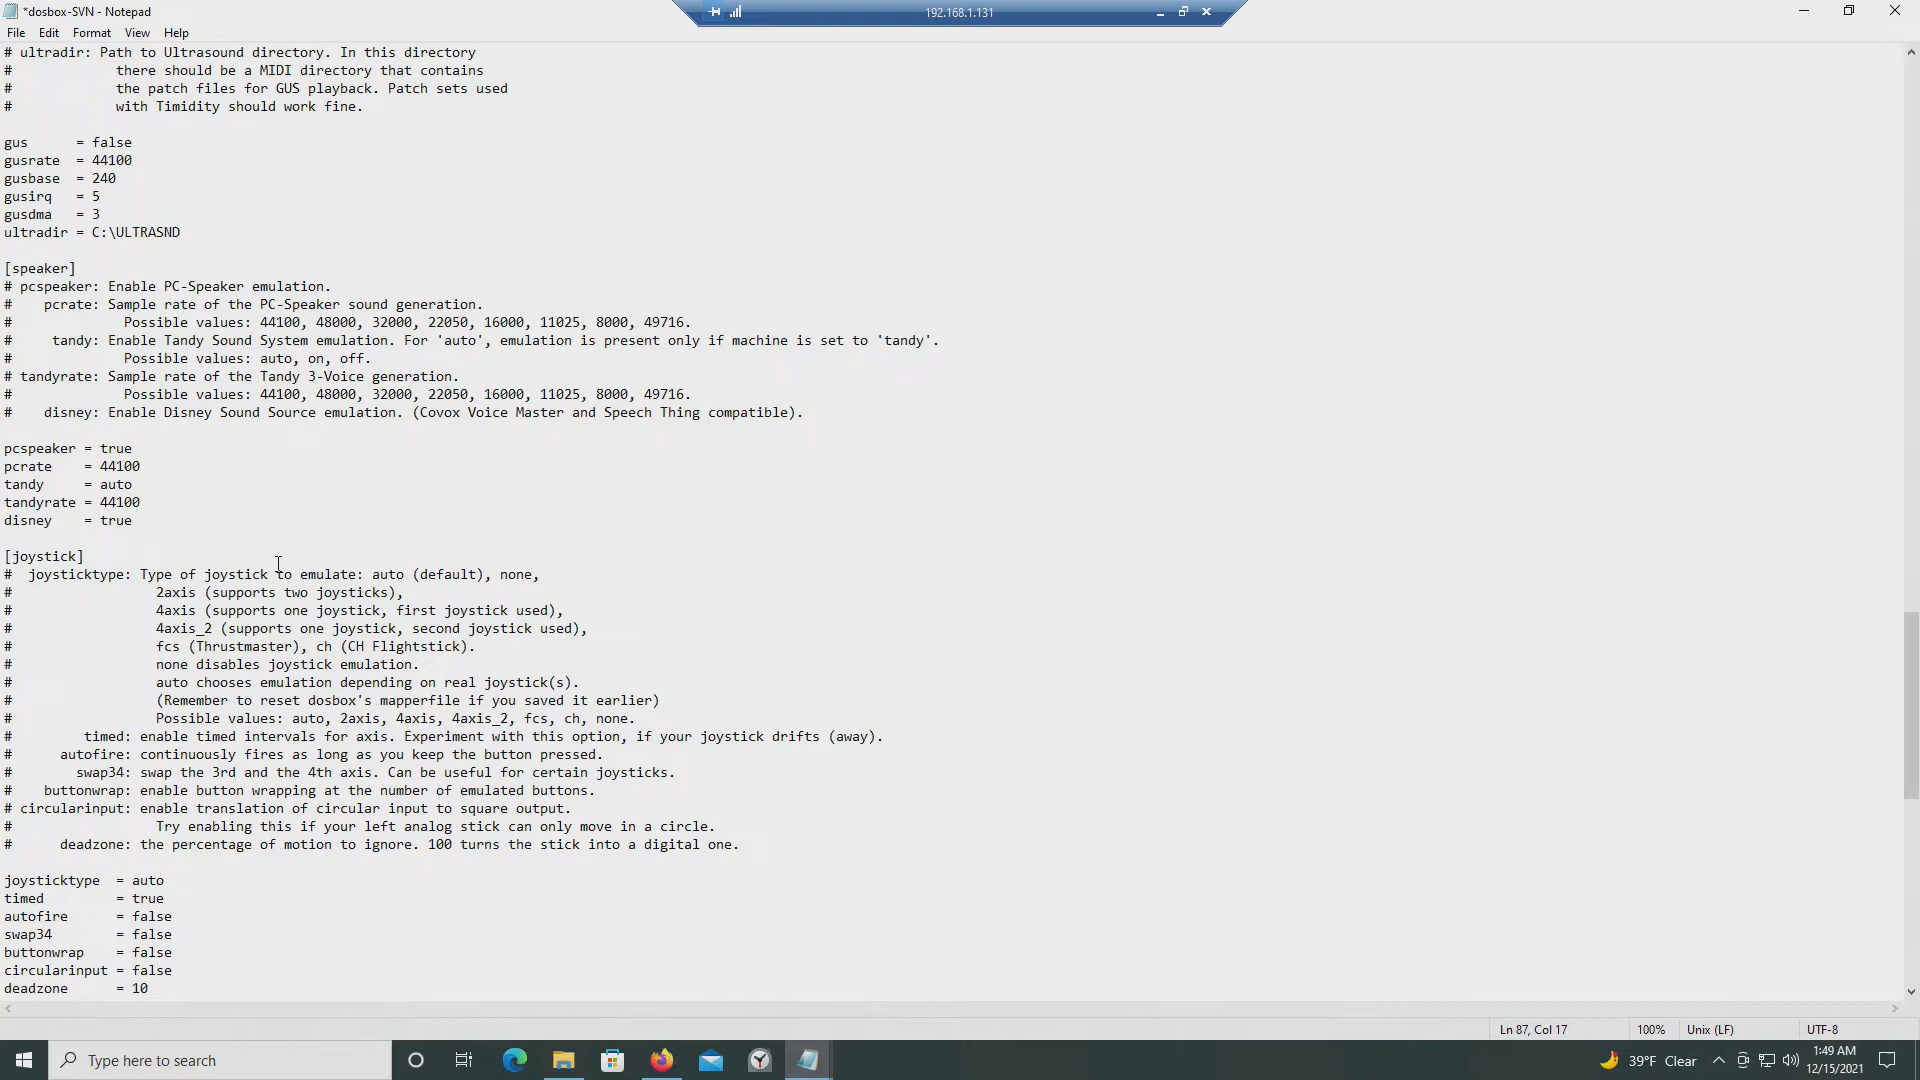 *dosbox-SVN - Notepad
192.168.1.131
File Edit Format View Help
# ultradir: Path to Ultrasound directory. In this directory
#             there should be a MIDI directory that contains
#             the patch files for GUS playback. Patch sets used
#             with Timidity should work fine.
gus      = false
gusrate  = 44100
gusbase  = 240
gusirq   = 5
gusdma   = 3
ultradir = C:\ULTRASND
[speaker]
# pcspeaker: Enable PC-Speaker emulation.
#    pcrate: Sample rate of the PC-Speaker sound generation.
#              Possible values: 44100, 48000, 32000, 22050, 16000, 11025, 8000, 49716.
#     tandy: Enable Tandy Sound System emulation. For 'auto', emulation is present only if machine is set to 'tandy'.
#              Possible values: auto, on, off.
# tandyrate: Sample rate of the Tandy 3-Voice generation.
#              Possible values: 44100, 48000, 32000, 22050, 16000, 11025, 8000, 49716.
#    disney: Enable Disney Sound Source emulation. (Covox Voice Master and Speech Thing compatible).
pcspeaker = true
pcrate    = 44100
tandy     = auto
tandyrate = 44100
disney    = true
[joystick]
#  joysticktype: Type of joystick to emulate: auto (default), none,
#                  2axis (supports two joysticks),
#                  4axis (supports one joystick, first joystick used),
#                  4axis_2 (supports one joystick, second joystick used),
#                  fcs (Thrustmaster), ch (CH Flightstick).
#                  none disables joystick emulation.
#                  auto chooses emulation depending on real joystick(s).
#                  (Remember to reset dosbox's mapperfile if you saved it earlier)
#                  Possible values: auto, 2axis, 4axis, 4axis_2, fcs, ch, none.
#         timed: enable timed intervals for axis. Experiment with this option, if your joystick drifts (away).
#      autofire: continuously fires as long as you keep the button pressed.
#        swap34: swap the 3rd and the 4th axis. Can be useful for certain joysticks.
#    buttonwrap: enable button wrapping at the number of emulated buttons.
# circularinput: enable translation of circular input to square output.
#                  Try enabling this if your left analog stick can only move in a circle.
#      deadzone: the percentage of motion to ignore. 100 turns the stick into a digital one.
joysticktype  = auto
timed         = true
autofire      = false
swap34        = false
buttonwrap    = false
circularinput = false
deadzone      = 10
Ln 87, Col 17 100% Unix (LF) UTF-8
Type here to search
39°F Clear
1:49 AM
12/15/2021